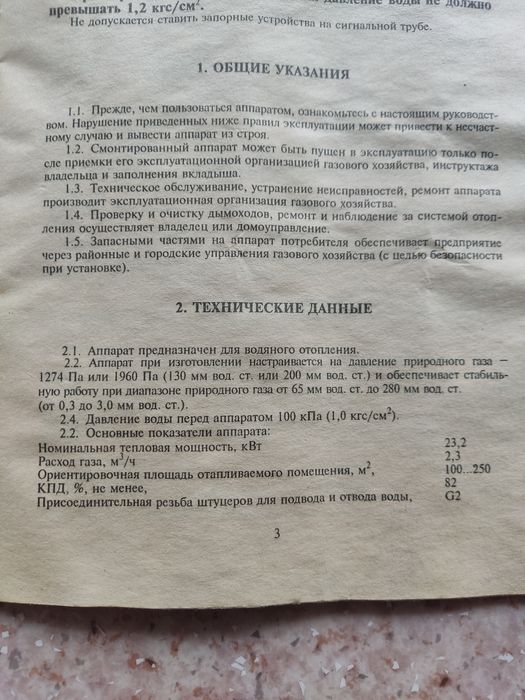 давление воды не должно
превышать 1,2 кгс/см².
Не допускается ставить запорные устройства на сигнальной трубе.
1. ОБЩИЕ УКАЗАНИЯ
1.1. Прежде, чем пользоваться аппаратом, ознакомьтесь с настоящим руководст-
вом. Нарушение приведенных ниже правил эксплуатации может привести к несчаст-
ному случаю и вывести аппарат из строя.
1.2. Смонтированный аппарат может быть пущен в эксплуатацию только по-
сле приемки его эксплуатационной организацией газового хозяйства, инструктажа
владельца и заполнения вкладыша.
1.3. Техническое обслуживание, устранение неисправностей, ремонт аппарата
производит эксплуатационная организация газового хозяйства.
1.4. Проверку и очистку дымоходов, ремонт и наблюдение за системой отоп-
ления осуществляет владелец или домоуправление.
1.5. Запасными частями на аппарат потребителя обеспечивает предприятие
через районные и городские управления газового хозяйства (с целью безопасности
при установке).
2. ТЕХНИЧЕСКИЕ ДАННЫЕ
2.1. Аппарат предназначен для водяного отопления.
2.2. Аппарат при изготовлении настраивается на давление природного газа —
1274 Па или 1960 Па (130 мм вод. ст. или 200 мм вод. ст.) и обеспечивает стабиль-
ную работу при диапазоне природного газа от 65 мм вод. ст. до 280 мм вод. ст.
(от 0,3 до 3,0 мм вод. ст.).
2.4. Давление воды перед аппаратом 100 кПа (1,0 кгс/см²).
2.2. Основные показатели аппарата:
Номинальная тепловая мощность, кВт 23,2
Расход газа, м³/ч 2,3
Ориентировочная площадь отапливаемого помещения, м², 100...250
КПД, %, не менее, 82
Присоединительная резьба штуцеров для подвода и отвода воды, G2
3